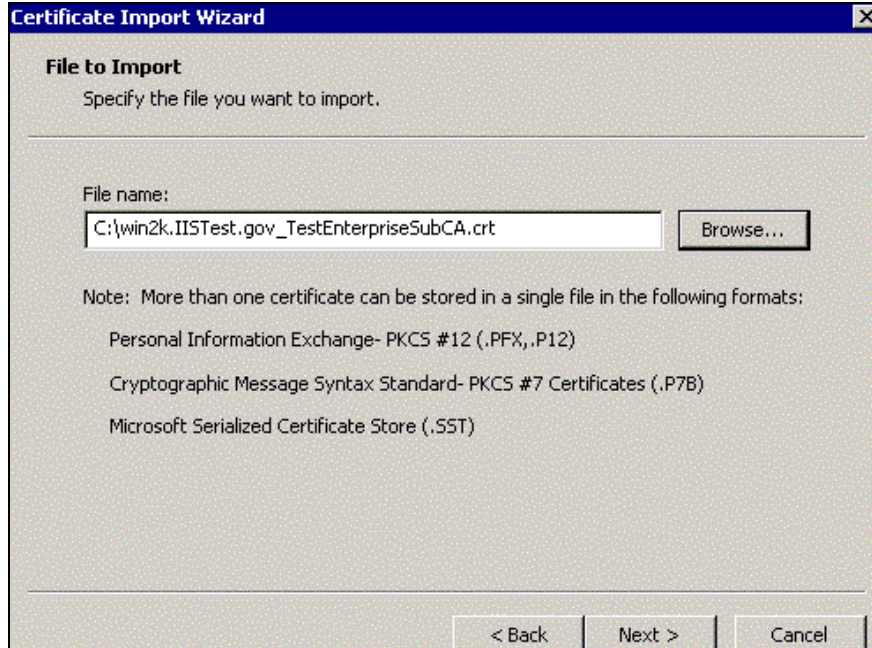 Certificate Import Wizard
File to Import
Specify the file you want to import.
File name:
C:\win2k.IISTest.gov_TestEnterpriseSubCA.crt
Browse...
Note: More than one certificate can be stored in a single file in the following formats:
Personal Information Exchange- PKCS #12 (.PFX,.P12)
Cryptographic Message Syntax Standard- PKCS #7 Certificates (.P7B)
Microsoft Serialized Certificate Store (.SST)
< Back Next > Cancel